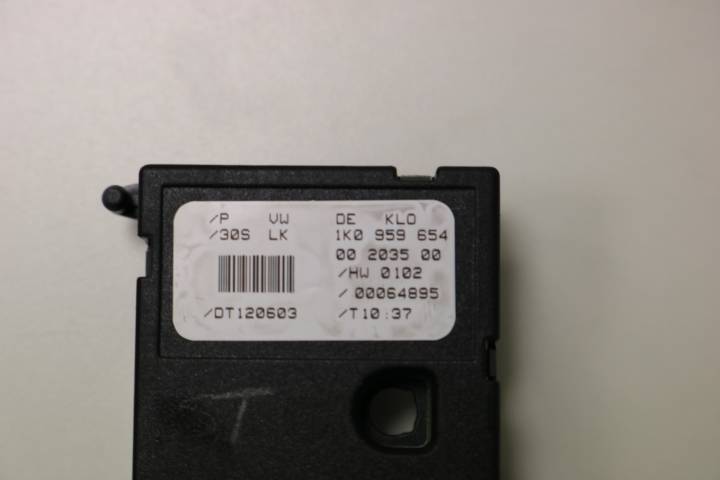 /P VW DE KLO
/30S LK 1K0 959 654
00 2035 00
/HW 0102
/ 00064895
/DT120603 /T10:37
T